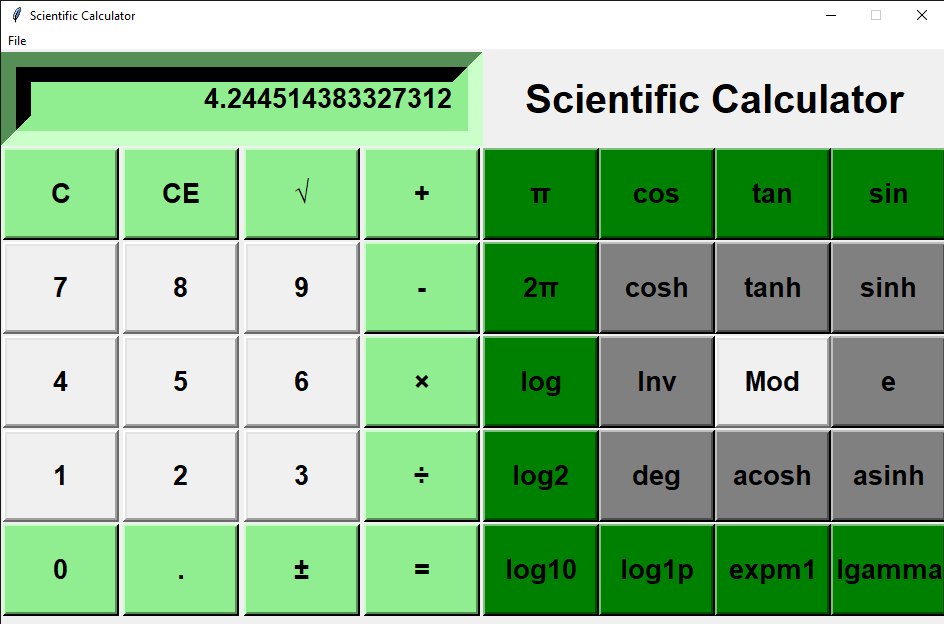 Scientific Calculator
File
4.244514383327312 Scientific Calculator
C CE √ + π cos tan sin
7 8 9 - 2π cosh tanh sinh
4 5 6 × log Inv Mod e
1 2 3 ÷ log2 deg acosh asinh
0 . ± = log10 log1p expm1 lgamma